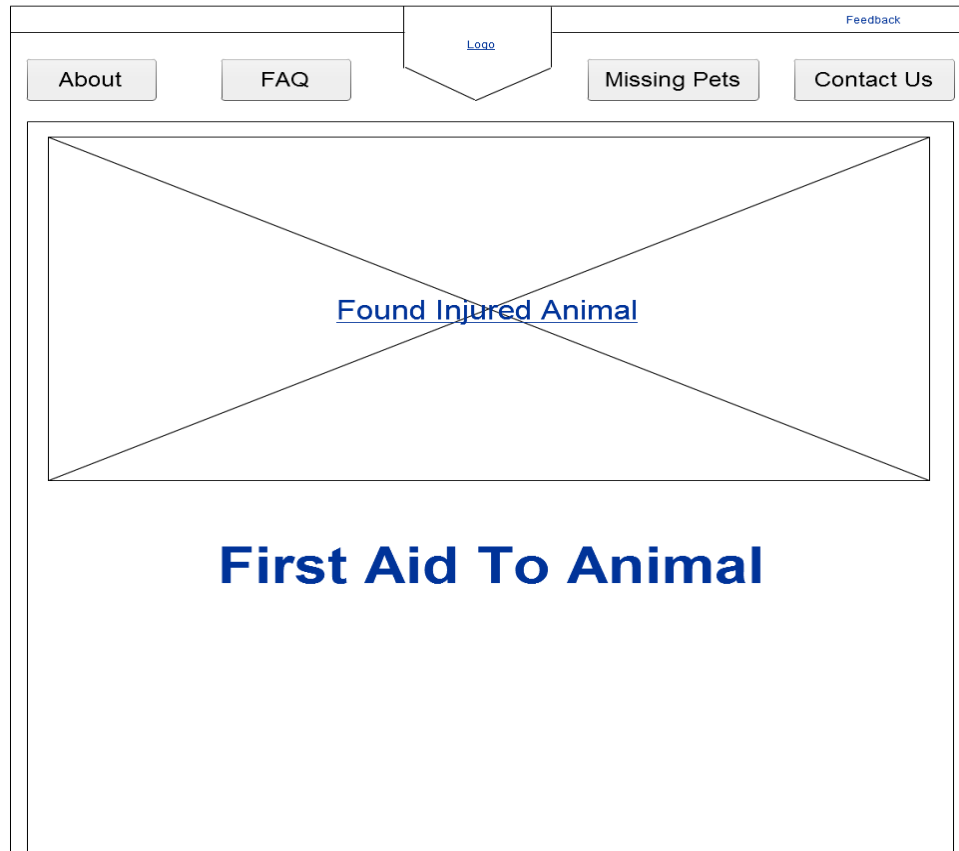 Feedback
Logo
About
FAQ
Missing Pets
Contact Us
Found Injured Animal
First Aid To Animal